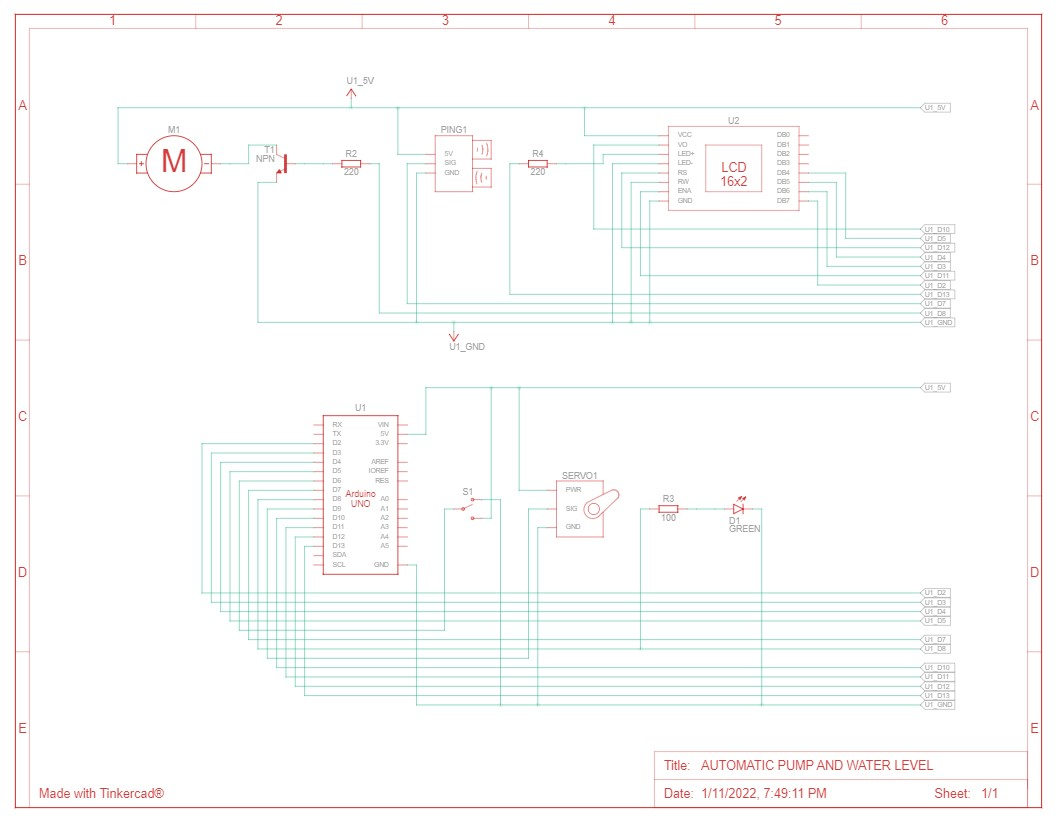 1 2 3 4 5 6
A A
U1_5V
U1_5V
M1
M
+ -
T1
NPN
R2
220
PING1
5V
SIG
GND
R4
220
U2
VCC DB0
VO DB1
LED+ DB2
LED- DB3
RS DB4
RW DB5
ENA DB6
GND DB7
LCD
16x2
B B
U1_D10
U1_D5
U1_D12
U1_D4
U1_D3
U1_D11
U1_D2
U1_D13
U1_D7
U1_D8
U1_GND
U1_GND
C C
U1_5V
U1
RX VIN
TX 5V
D2 3.3V
D3
D4 AREF
D5 IOREF
D6 RES
D7
D8 A0
D9 A1
D10 A2
D11 A3
D12 A4
D13 A5
SDA
SCL GND
Arduino
UNO
S1
SERVO1
PWR
SIG
GND
R3
100
D1
GREEN
D D
U1_D2
U1_D3
U1_D4
U1_D5
U1_D7
U1_D8
U1_D10
U1_D11
U1_D12
U1_D13
U1_GND
E E
Title: AUTOMATIC PUMP AND WATER LEVEL
Made with Tinkercad®
Date: 1/11/2022, 7:49:11 PM Sheet: 1/1